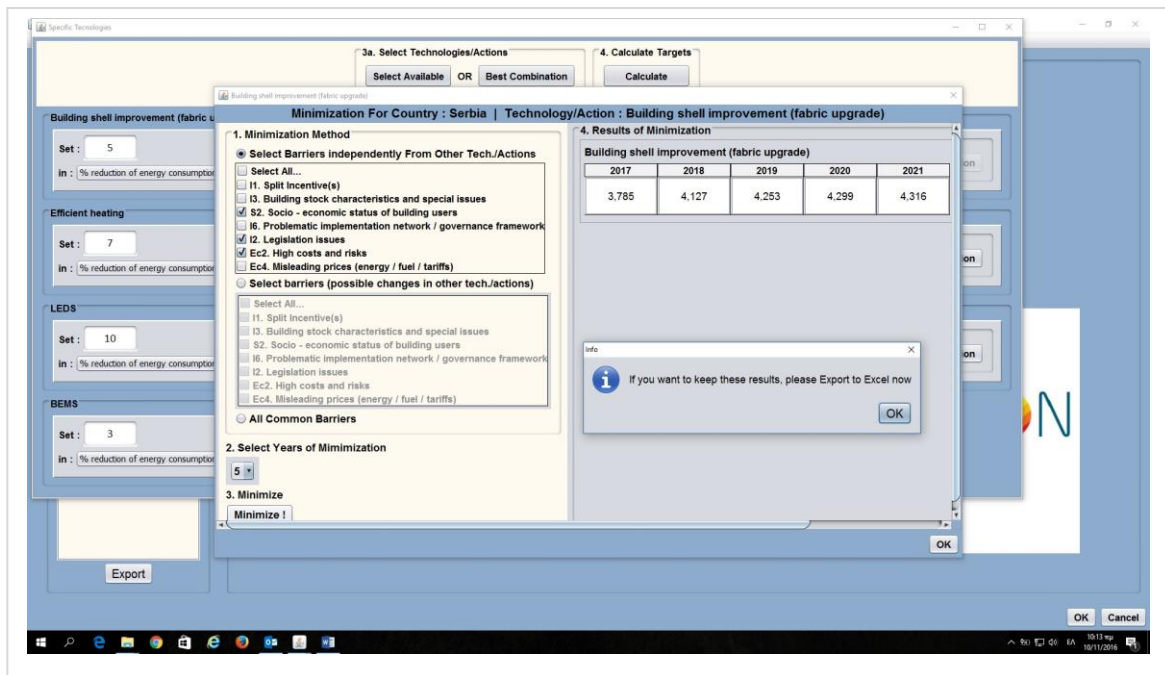 Specific Tecnologies
3a. Select Technologies/Actions
4. Calculate Targets
Select Available OR Best Combination
Calculate
Building shell improvement (fabric u
Set : 5
in : % reduction of energy consumption
Efficient heating
Set : 7
in : % reduction of energy consumption
LEDS
Set : 10
in : % reduction of energy consumption
BEMS
Set : 3
in : % reduction of energy consumption
on
on
on
Building shell improvement (fabric upgrade)
Minimization For Country : Serbia | Technology/Action : Building shell improvement (fabric upgrade)
1. Minimization Method
Select Barriers independently From Other Tech./Actions
Select All...
I1. Split Incentive(s)
I3. Building stock characteristics and special issues
S2. Socio - economic status of building users
I6. Problematic implementation network / governance framework
I2. Legislation issues
Ec2. High costs and risks
Ec4. Misleading prices (energy / fuel / tariffs)
Select barriers (possible changes in other tech./actions)
Select All...
I1. Split Incentive(s)
I3. Building stock characteristics and special issues
S2. Socio - economic status of building users
I6. Problematic implementation network / governance framework
I2. Legislation issues
Ec2. High costs and risks
Ec4. Misleading prices (energy / fuel / tariffs)
All Common Barriers
2. Select Years of Mimimization
5
3. Minimize
Minimize !
4. Results of Minimization
Building shell improvement (fabric upgrade)
2017 2018 2019 2020 2021
3,785 4,127 4,253 4,299 4,316
Info
If you want to keep these results, please Export to Excel now
OK
OK
N
Export
OK Cancel
ΕΛ
10:13 πμ
10/11/2016